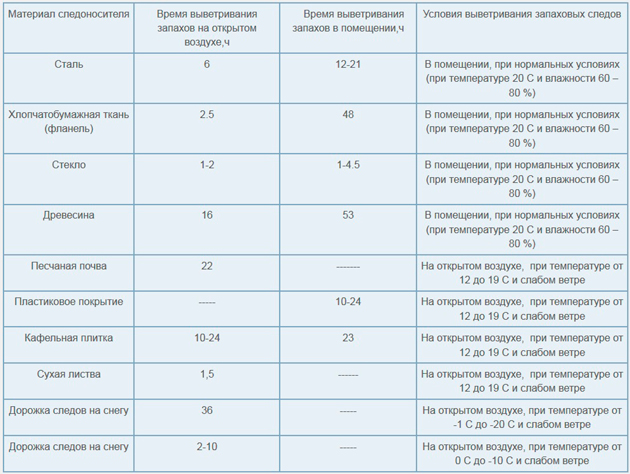 Материал следоносителя
Время выветривания
запахов на открытом
воздухе,ч
Время выветривания
запахов в помещении,ч
Условия выветривания запаховых следов
Сталь
6
12-21
В помещении, при нормальных условиях
(при температуре 20 С и влажности 60 –
80 %)
Хлопчатобумажная ткань
(фланель)
2.5
48
В помещении, при нормальных условиях
(при температуре 20 С и влажности 60 –
80 %)
Стекло
1-2
1-4.5
В помещении, при нормальных условиях
(при температуре 20 С и влажности 60 –
80 %)
Древесина
16
53
В помещении, при нормальных условиях
(при температуре 20 С и влажности 60 –
80 %)
Песчаная почва
22
-------
На открытом воздухе, при температуре от
12 до 19 С и слабом ветре
Пластиковое покрытие
-----
10-24
На открытом воздухе, при температуре от
12 до 19 С и слабом ветре
Кафельная плитка
10-24
23
На открытом воздухе, при температуре от
12 до 19 С и слабом ветре
Сухая листва
1,5
------
На открытом воздухе, при температуре от
12 до 19 С и слабом ветре
Дорожка следов на снегу
36
-----
На открытом воздухе, при температуре от
-1 С до -20 С и слабом ветре
Дорожка следов на снегу
2-10
-----
На открытом воздухе, при температуре от
0 С до -10 С и слабом ветре